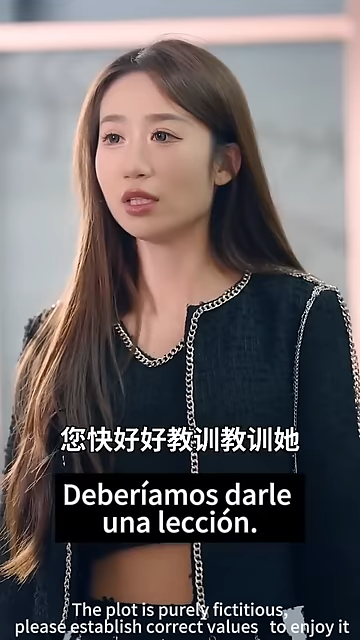 您快好好教训教训她
Deberíamos darle
una lección.
The plot is purely fictitious,
please establish correct values to enjoy it